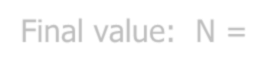 Final value:  N =